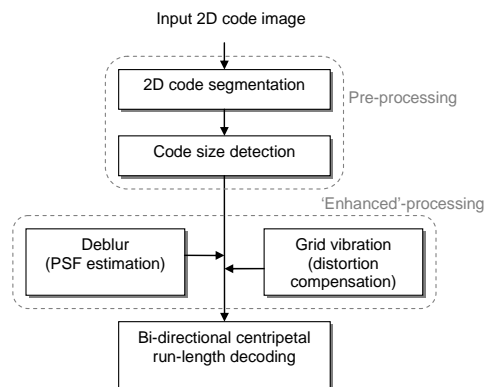 Input 2D code image
2D code segmentation
Pre-processing
Code size detection
'Enhanced'-processing
Deblur
(PSF estimation)
Grid vibration
(distortion
compensation)
Bi-directional centripetal
run-length decoding